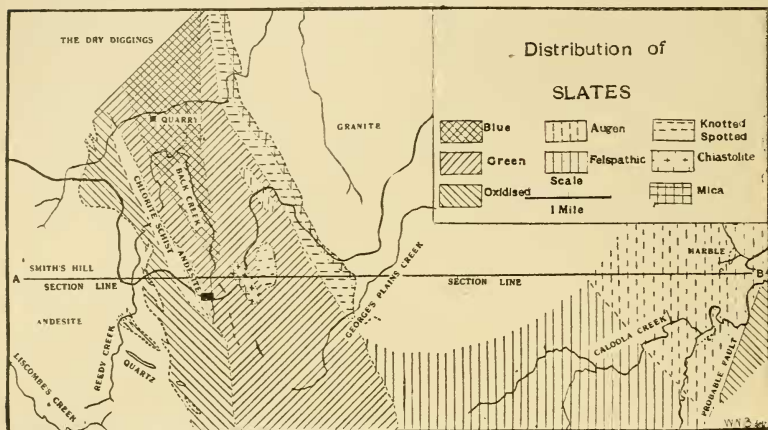 THE DRY DIGGINGS
QUARRY
GRANITE
BACK CREEK
CHLORITE SCHIST
ANDESITE
GEORGE'S PLAINS CREEK
Distribution of
SLATES
Blue
Augen
Knotted
Spotted
Green
Felspathic
Chiastolite
Oxidised
Scale
1 Mile
Mica
MARBLE
SMITH'S HILL
A
SECTION LINE
SECTION LINE
B
ANDESITE
REEDY CREEK
QUARTZ
LISCOMBE'S CREEK
CALOOLA CREEK
PROBABLE FAULT